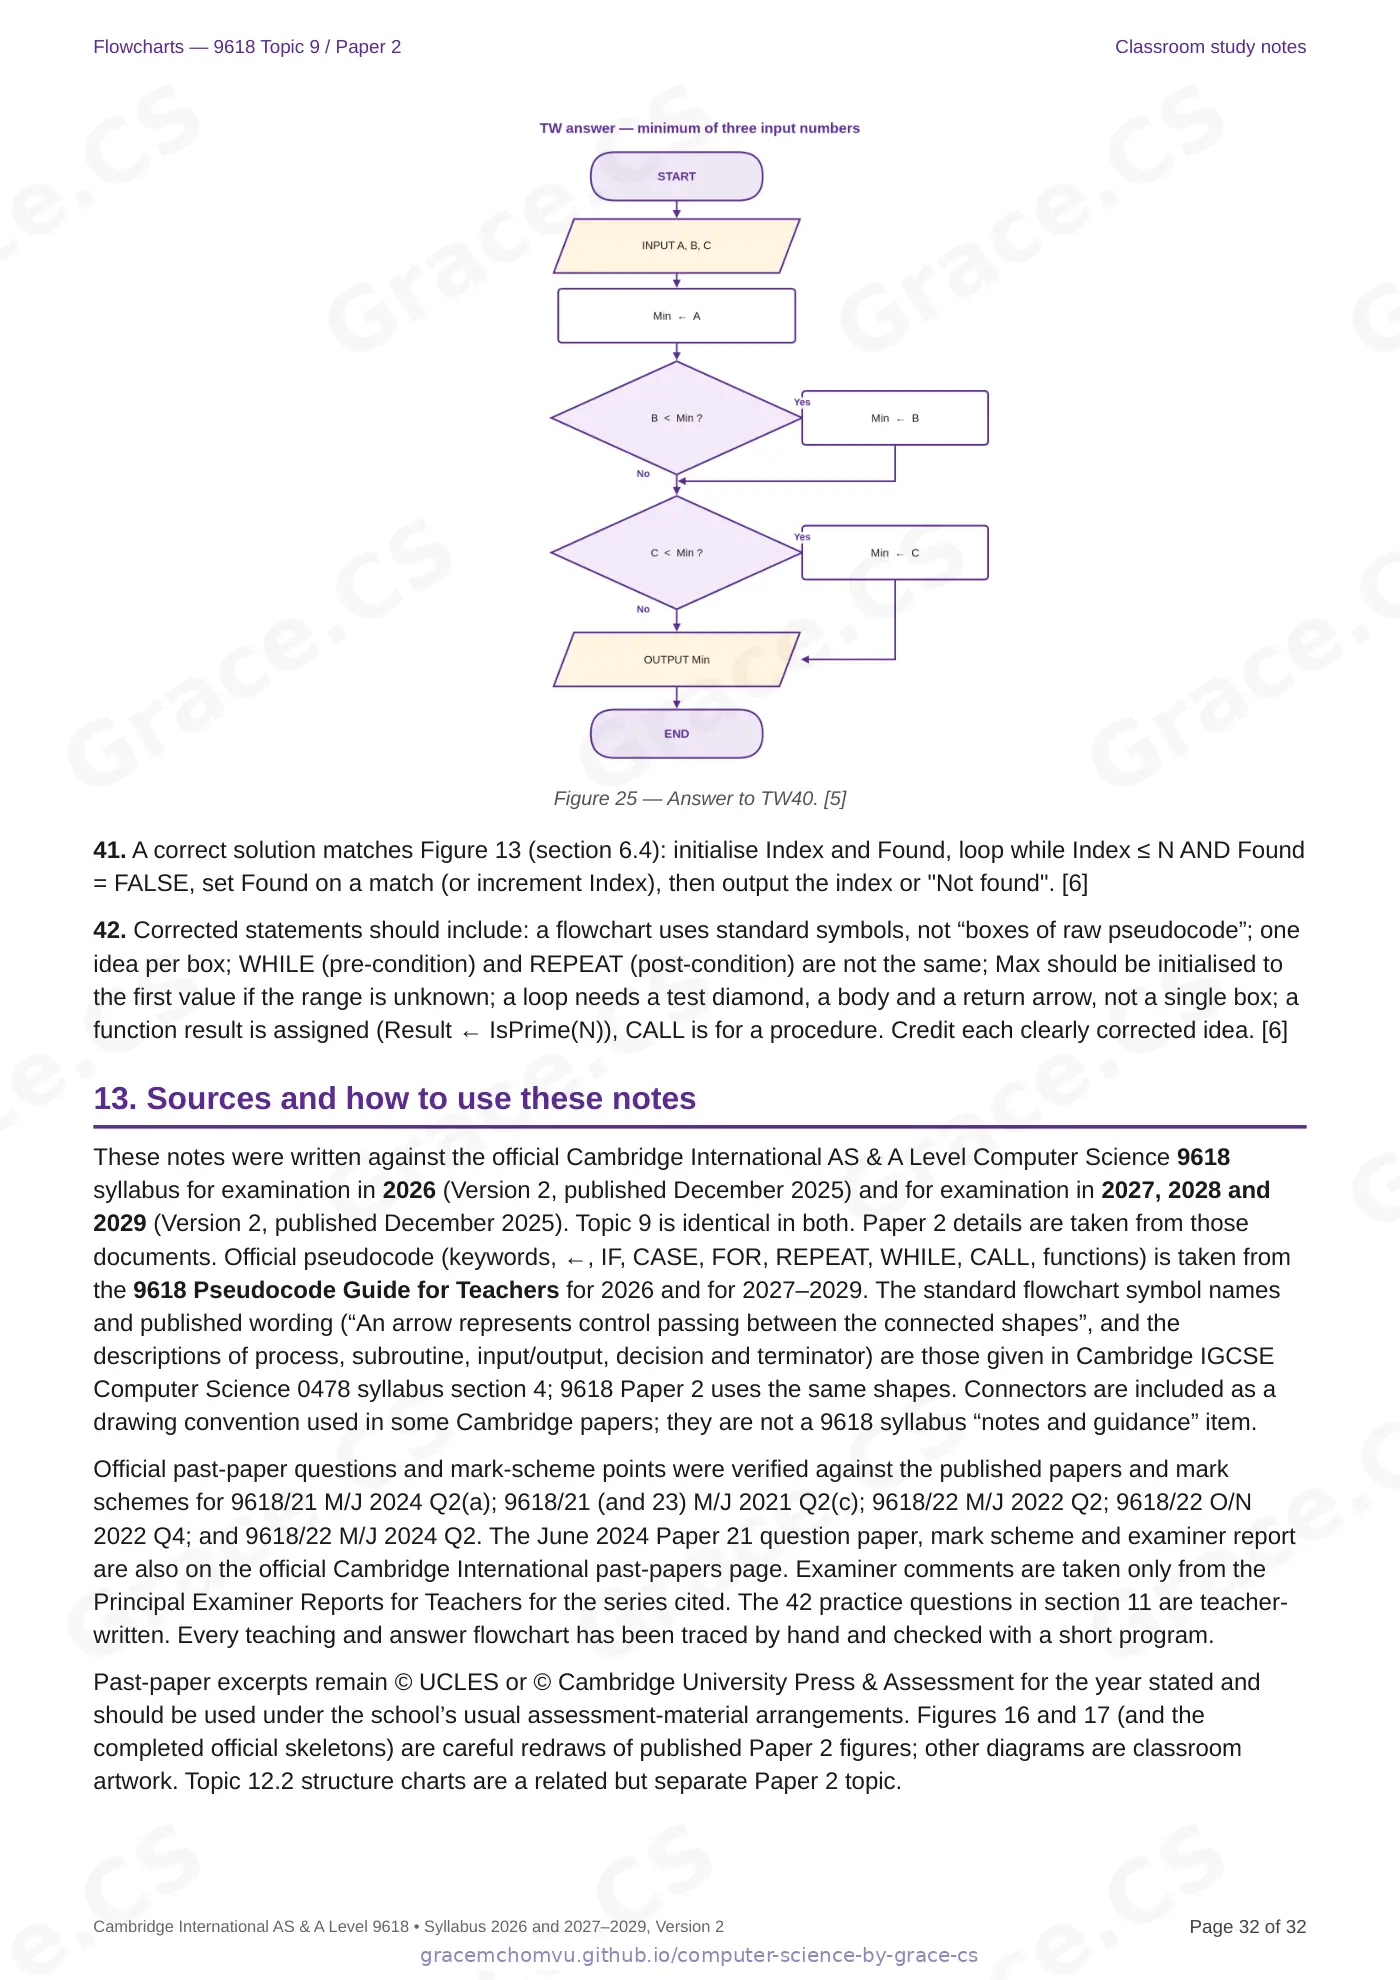 Flowcharts — 9618 Topic 9 / Paper 2
Classroom study notes
TW answer — minimum of three input numbers
START
INPUT A, B, C
Min ← A
B < Min ?
Yes
Min ← B
No
C < Min ?
Yes
Min ← C
No
OUTPUT Min
END
Figure 25 — Answer to TW40. [5]
41. A correct solution matches Figure 13 (section 6.4): initialise Index and Found, loop while Index ≤ N AND Found
= FALSE, set Found on a match (or increment Index), then output the index or "Not found". [6]
42. Corrected statements should include: a flowchart uses standard symbols, not “boxes of raw pseudocode”; one
idea per box; WHILE (pre-condition) and REPEAT (post-condition) are not the same; Max should be initialised to
the first value if the range is unknown; a loop needs a test diamond, a body and a return arrow, not a single box; a
function result is assigned (Result ← IsPrime(N)), CALL is for a procedure. Credit each clearly corrected idea. [6]
13. Sources and how to use these notes
These notes were written against the official Cambridge International AS & A Level Computer Science 9618
syllabus for examination in 2026 (Version 2, published December 2025) and for examination in 2027, 2028 and
2029 (Version 2, published December 2025). Topic 9 is identical in both. Paper 2 details are taken from those
documents. Official pseudocode (keywords, ←, IF, CASE, FOR, REPEAT, WHILE, CALL, functions) is taken from
the 9618 Pseudocode Guide for Teachers for 2026 and for 2027–2029. The standard flowchart symbol names
and published wording (“An arrow represents control passing between the connected shapes”, and the
descriptions of process, subroutine, input/output, decision and terminator) are those given in Cambridge IGCSE
Computer Science 0478 syllabus section 4; 9618 Paper 2 uses the same shapes. Connectors are included as a
drawing convention used in some Cambridge papers; they are not a 9618 syllabus “notes and guidance” item.
Official past-paper questions and mark-scheme points were verified against the published papers and mark
schemes for 9618/21 M/J 2024 Q2(a); 9618/21 (and 23) M/J 2021 Q2(c); 9618/22 M/J 2022 Q2; 9618/22 O/N
2022 Q4; and 9618/22 M/J 2024 Q2. The June 2024 Paper 21 question paper, mark scheme and examiner report
are also on the official Cambridge International past-papers page. Examiner comments are taken only from the
Principal Examiner Reports for Teachers for the series cited. The 42 practice questions in section 11 are teacher-
written. Every teaching and answer flowchart has been traced by hand and checked with a short program.
Past-paper excerpts remain © UCLES or © Cambridge University Press & Assessment for the year stated and
should be used under the school’s usual assessment-material arrangements. Figures 16 and 17 (and the
completed official skeletons) are careful redraws of published Paper 2 figures; other diagrams are classroom
artwork. Topic 12.2 structure charts are a related but separate Paper 2 topic.
Cambridge International AS & A Level 9618 • Syllabus 2026 and 2027–2029, Version 2
Page 32 of 32
gracemchomvu.github.io/computer-science-by-grace-cs
Grace.CS